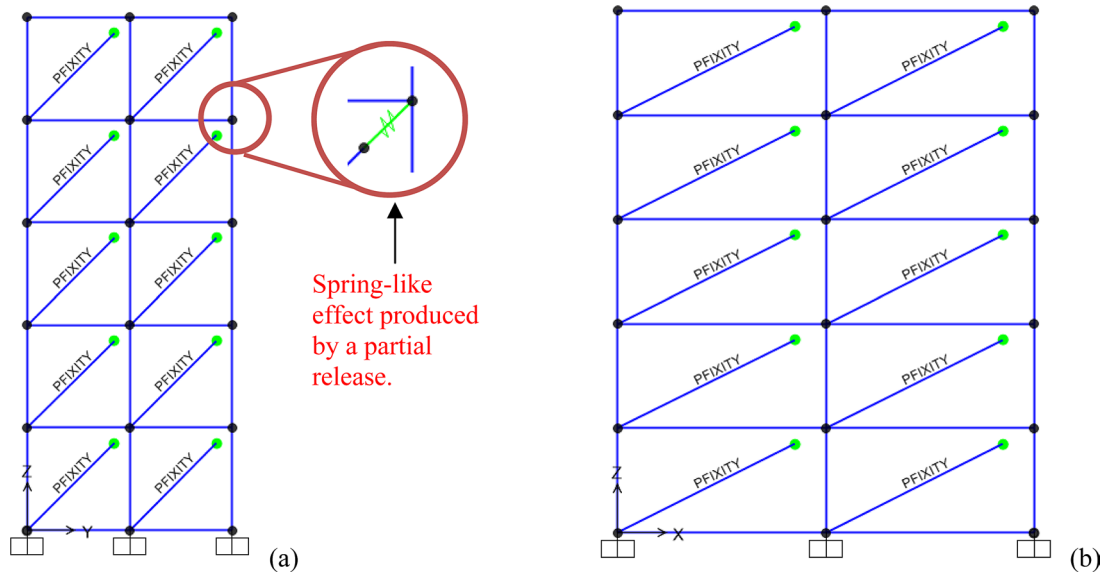 PFIXITY PFIXITY
PFIXITY PFIXITY
PFIXITY PFIXITY
PFIXITY PFIXITY
PFIXITY PFIXITY
Z
Y
(a)
Spring-like
effect produced
by a partial
release.
PFIXITY PFIXITY
PFIXITY PFIXITY
PFIXITY PFIXITY
PFIXITY PFIXITY
PFIXITY PFIXITY
Z
X
(b)